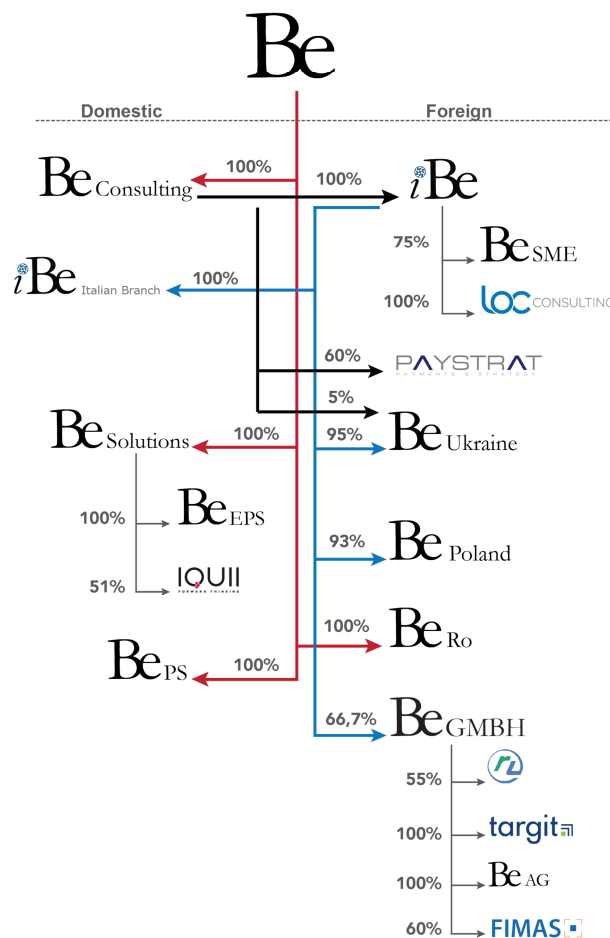 Be
Domestic
Foreign
100%
Be Consulting
100%
iBe
75%
Be SME
iBe Italian Branch
100%
100%
LOC CONSULTING
60%
PAYSTRAT
PAYMENTS & STRATEGY
5%
Be Solutions
100%
95%
Be Ukraine
100%
Be EPS
93%
Be Poland
51%
IQUII
FORWARD THINKING
100%
Be Ro
Be PS
100%
66,7%
Be GMBH
55%
rL
100%
targit
100%
Be AG
60%
FIMAS